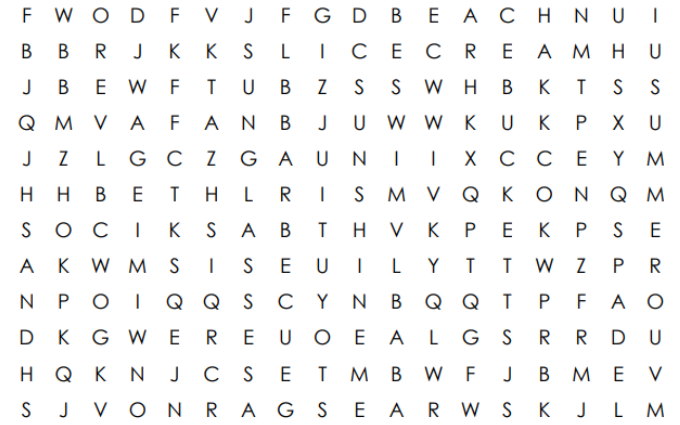 F W O D F V J F G D B E A C H N U I
B B R J K K S L I C E C R E A M H U
J B E W F T U B Z S S W H B K T S S
Q M V A F A N B J U W W K U K P X U
J Z L G C Z G A U N I I X C C E Y M
H H B E T H L R I S M V Q K O N Q M
S O C I K S A B T H V K P E K P S E
A K W M S I S E U I L Y T T W Z P R
N P O I Q Q S C Y N B Q Q T P F A O
D K G W E R E U O E A L G S R R D U
H Q K N J C S E T M B W F J B M E V
S J V O N R A G S E A R W S K J L M